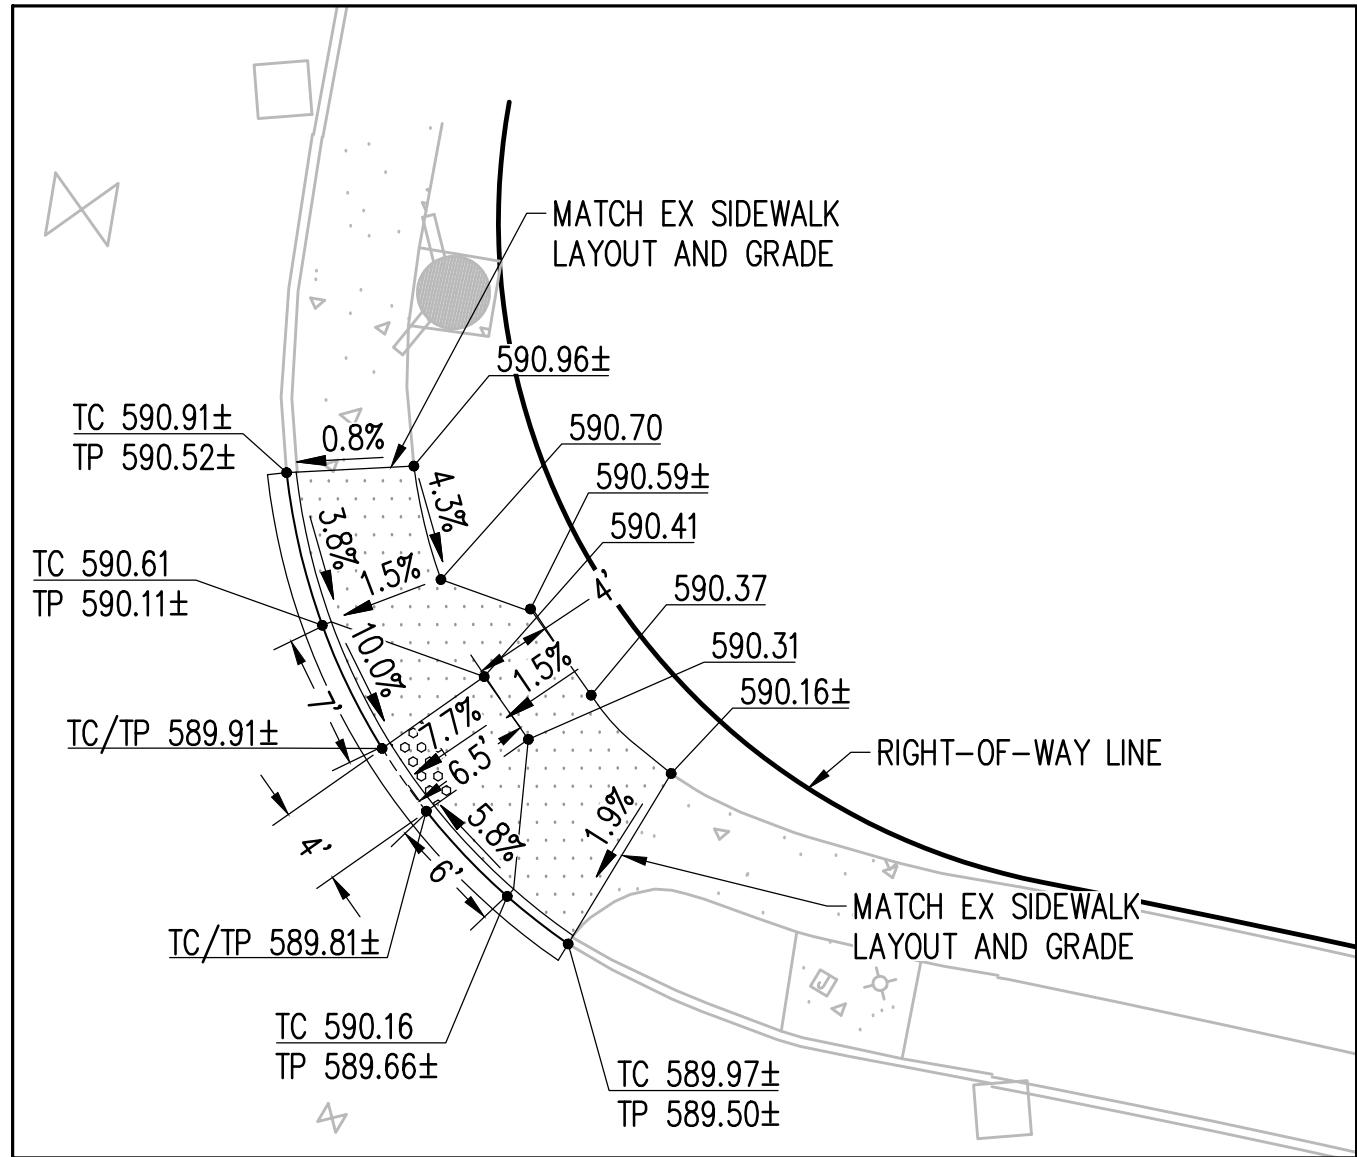 MATCH EX SIDEWALK
LAYOUT AND GRADE
590.96±
TC 590.91±
TP 590.52±
0.8%
590.70
4.3%
590.59±
3.8%
590.41
TC 590.61
TP 590.11±
1.5%
4'
590.37
10.0%
590.31
1.5%
590.16±
7'
TC/TP 589.91±
7.7%
6.5'
RIGHT-OF-WAY LINE
5.8%
1.9%
4'
6'
MATCH EX SIDEWALK
LAYOUT AND GRADE
TC/TP 589.81±
J
TC 590.16
TP 589.66±
TC 589.97±
TP 589.50±